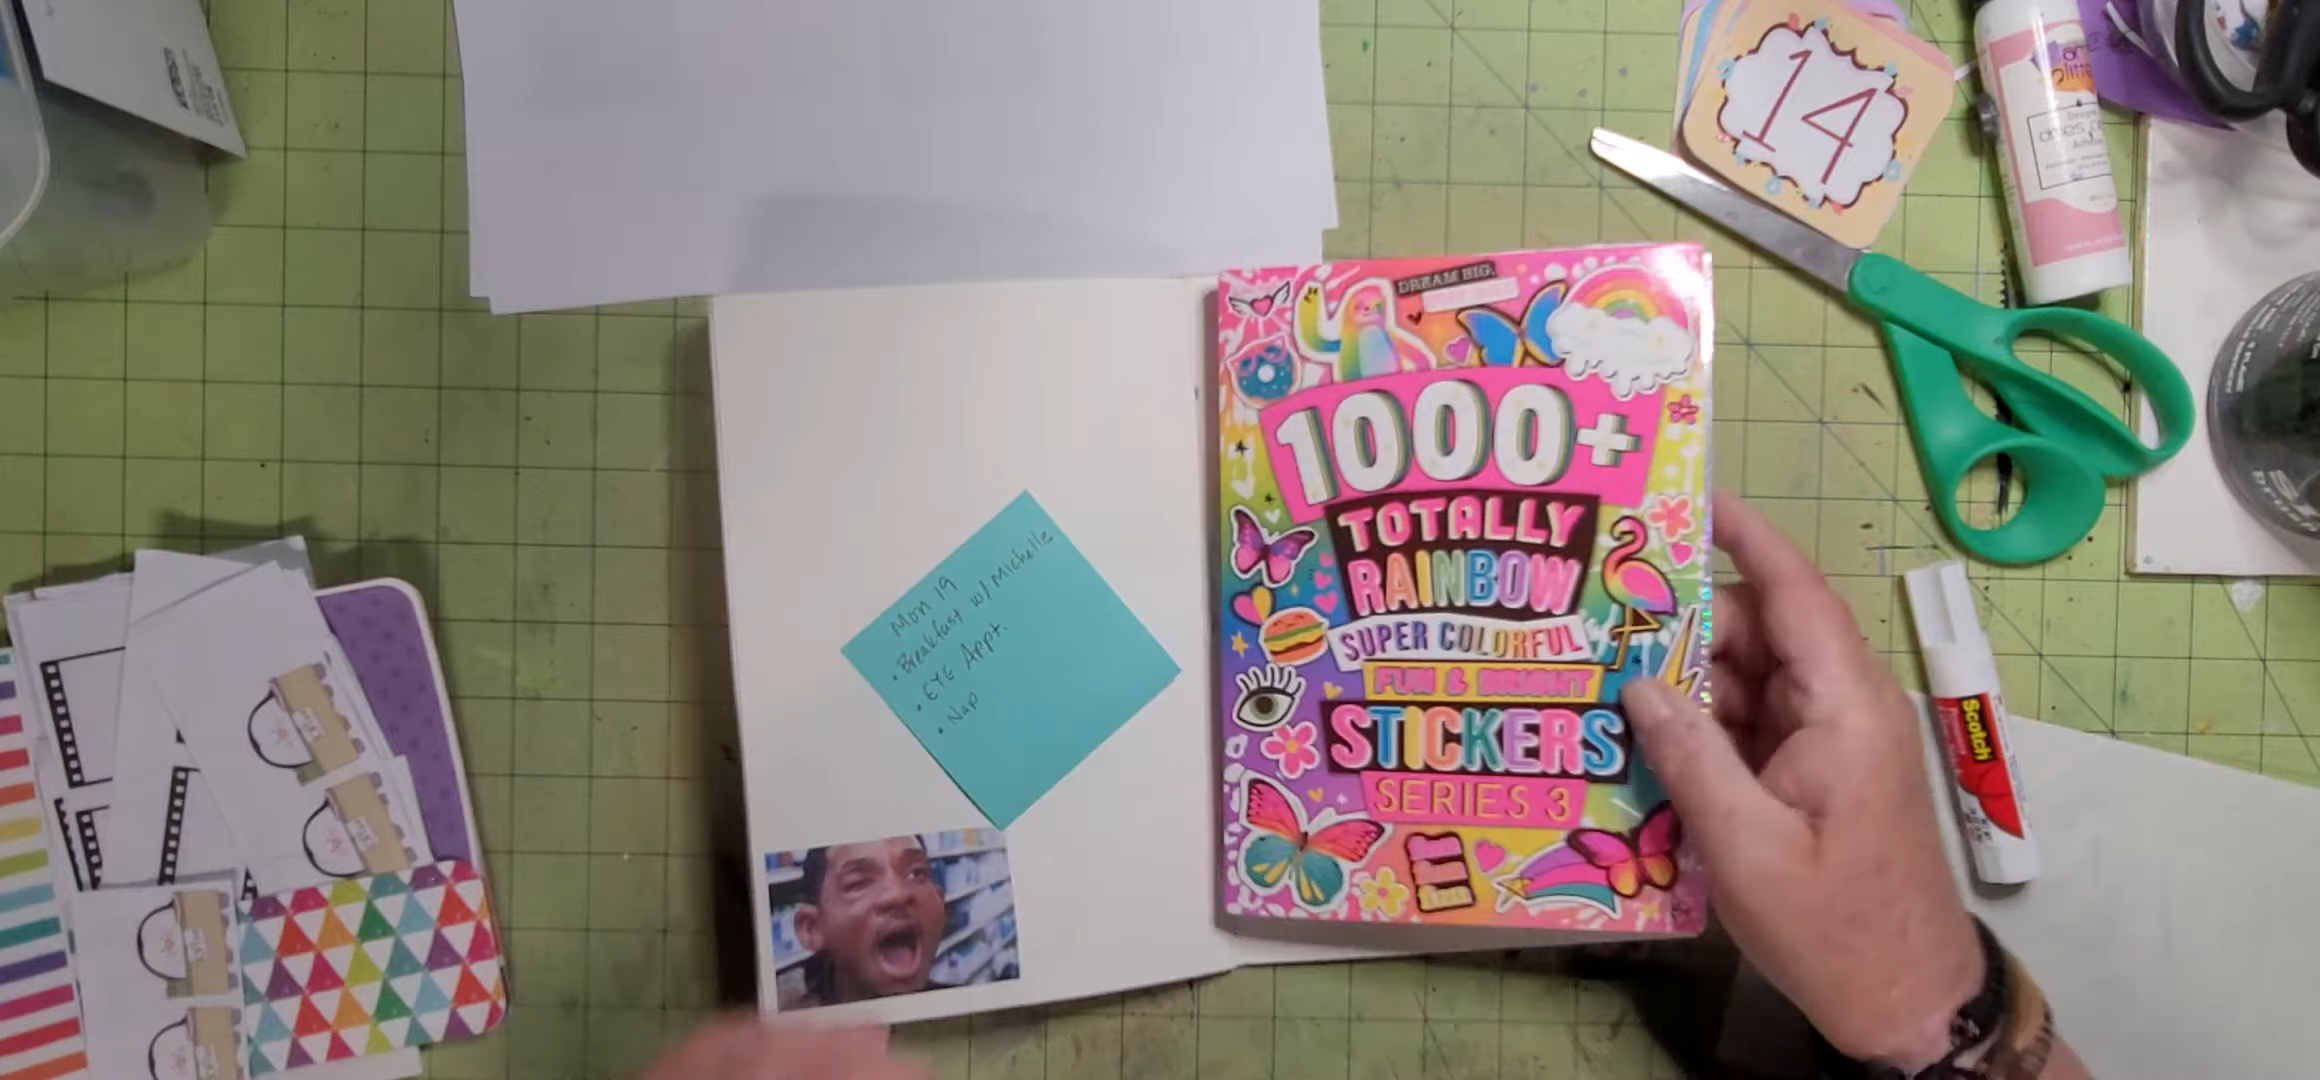 14
DREAM BIG.
1000+
TOTALLY
RAINBOW
SUPER COLORFUL
FUN & BRIGHT
STICKERS
SERIES 3
Mon 19
• Breakfast w/ Michelle
• EYE Appt.
• Nap
Scotch